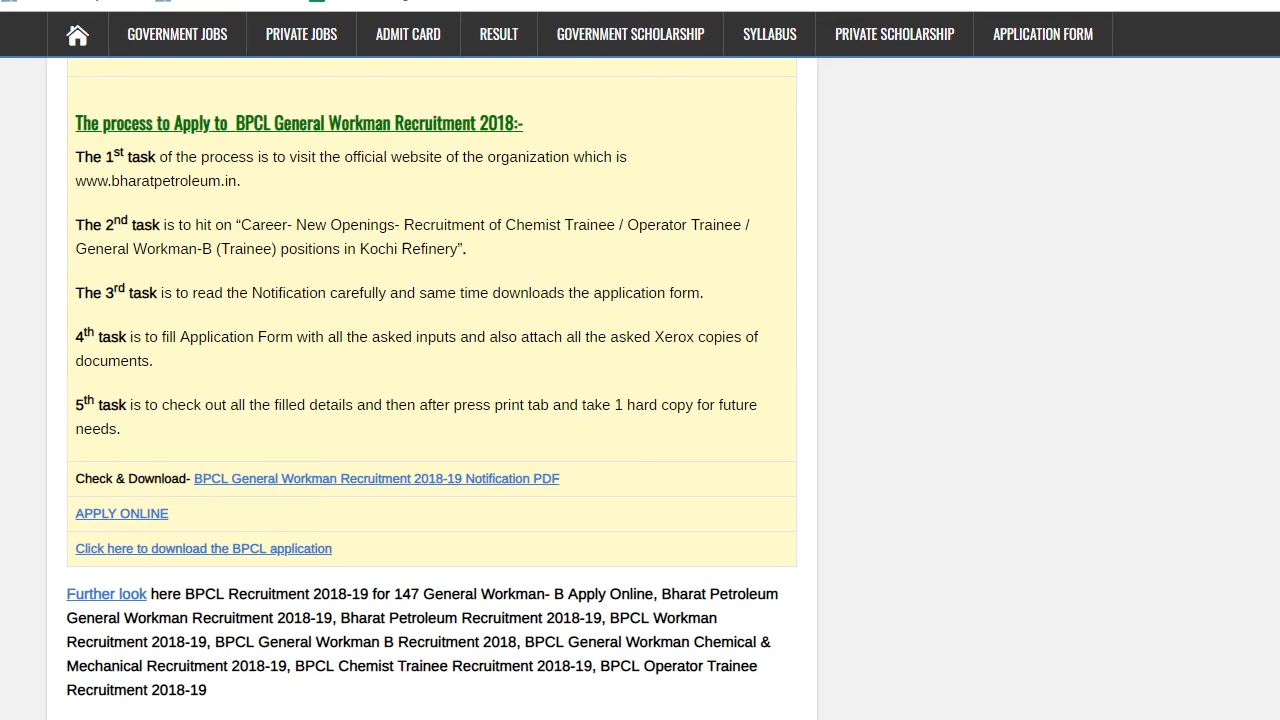 GOVERNMENT JOBS PRIVATE JOBS ADMIT CARD RESULT GOVERNMENT SCHOLARSHIP SYLLABUS PRIVATE SCHOLARSHIP APPLICATION FORM
The process to Apply to  BPCL General Workman Recruitment 2018:-
The 1st task of the process is to visit the official website of the organization which is
www.bharatpetroleum.in.
The 2nd task is to hit on “Career- New Openings- Recruitment of Chemist Trainee / Operator Trainee /
General Workman-B (Trainee) positions in Kochi Refinery”.
The 3rd task is to read the Notification carefully and same time downloads the application form.
4th task is to fill Application Form with all the asked inputs and also attach all the asked Xerox copies of
documents.
5th task is to check out all the filled details and then after press print tab and take 1 hard copy for future
needs.
Check & Download- BPCL General Workman Recruitment 2018-19 Notification PDF
APPLY ONLINE
Click here to download the BPCL application
Further look here BPCL Recruitment 2018-19 for 147 General Workman- B Apply Online, Bharat Petroleum
General Workman Recruitment 2018-19, Bharat Petroleum Recruitment 2018-19, BPCL Workman
Recruitment 2018-19, BPCL General Workman B Recruitment 2018, BPCL General Workman Chemical &
Mechanical Recruitment 2018-19, BPCL Chemist Trainee Recruitment 2018-19, BPCL Operator Trainee
Recruitment 2018-19